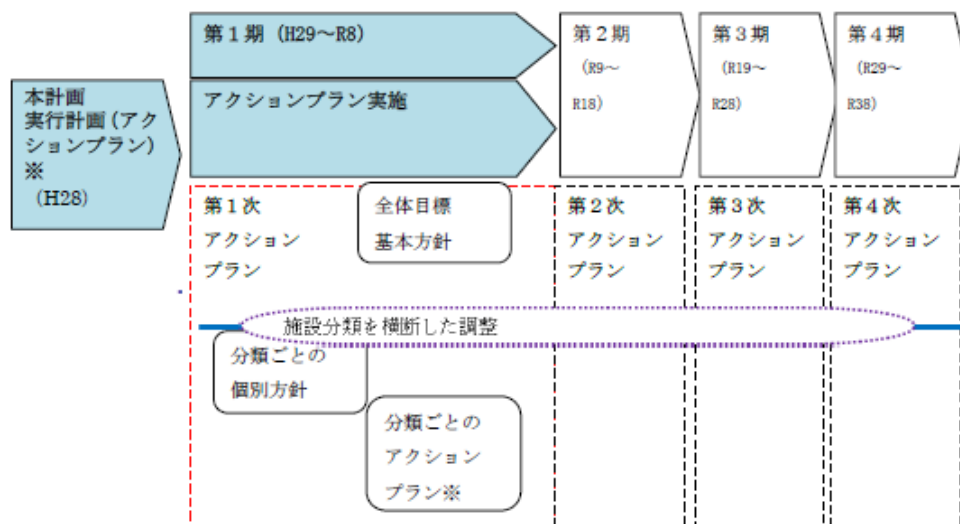 本計画
実行計画(アク
ションプラン)
※
(H28)
第1期(H29~R8)
アクションプラン実施
第2期
(R9~
R18)
第3期
(R19~
R28)
第4期
(R29~
R38)
第1次
アクション
プラン
全体目標
基本方針
第2次
アクション
プラン
第3次
アクション
プラン
第4次
アクション
プラン
施設分類を横断した調整
分類ごとの
個別方針
分類ごとの
アクション
プラン※